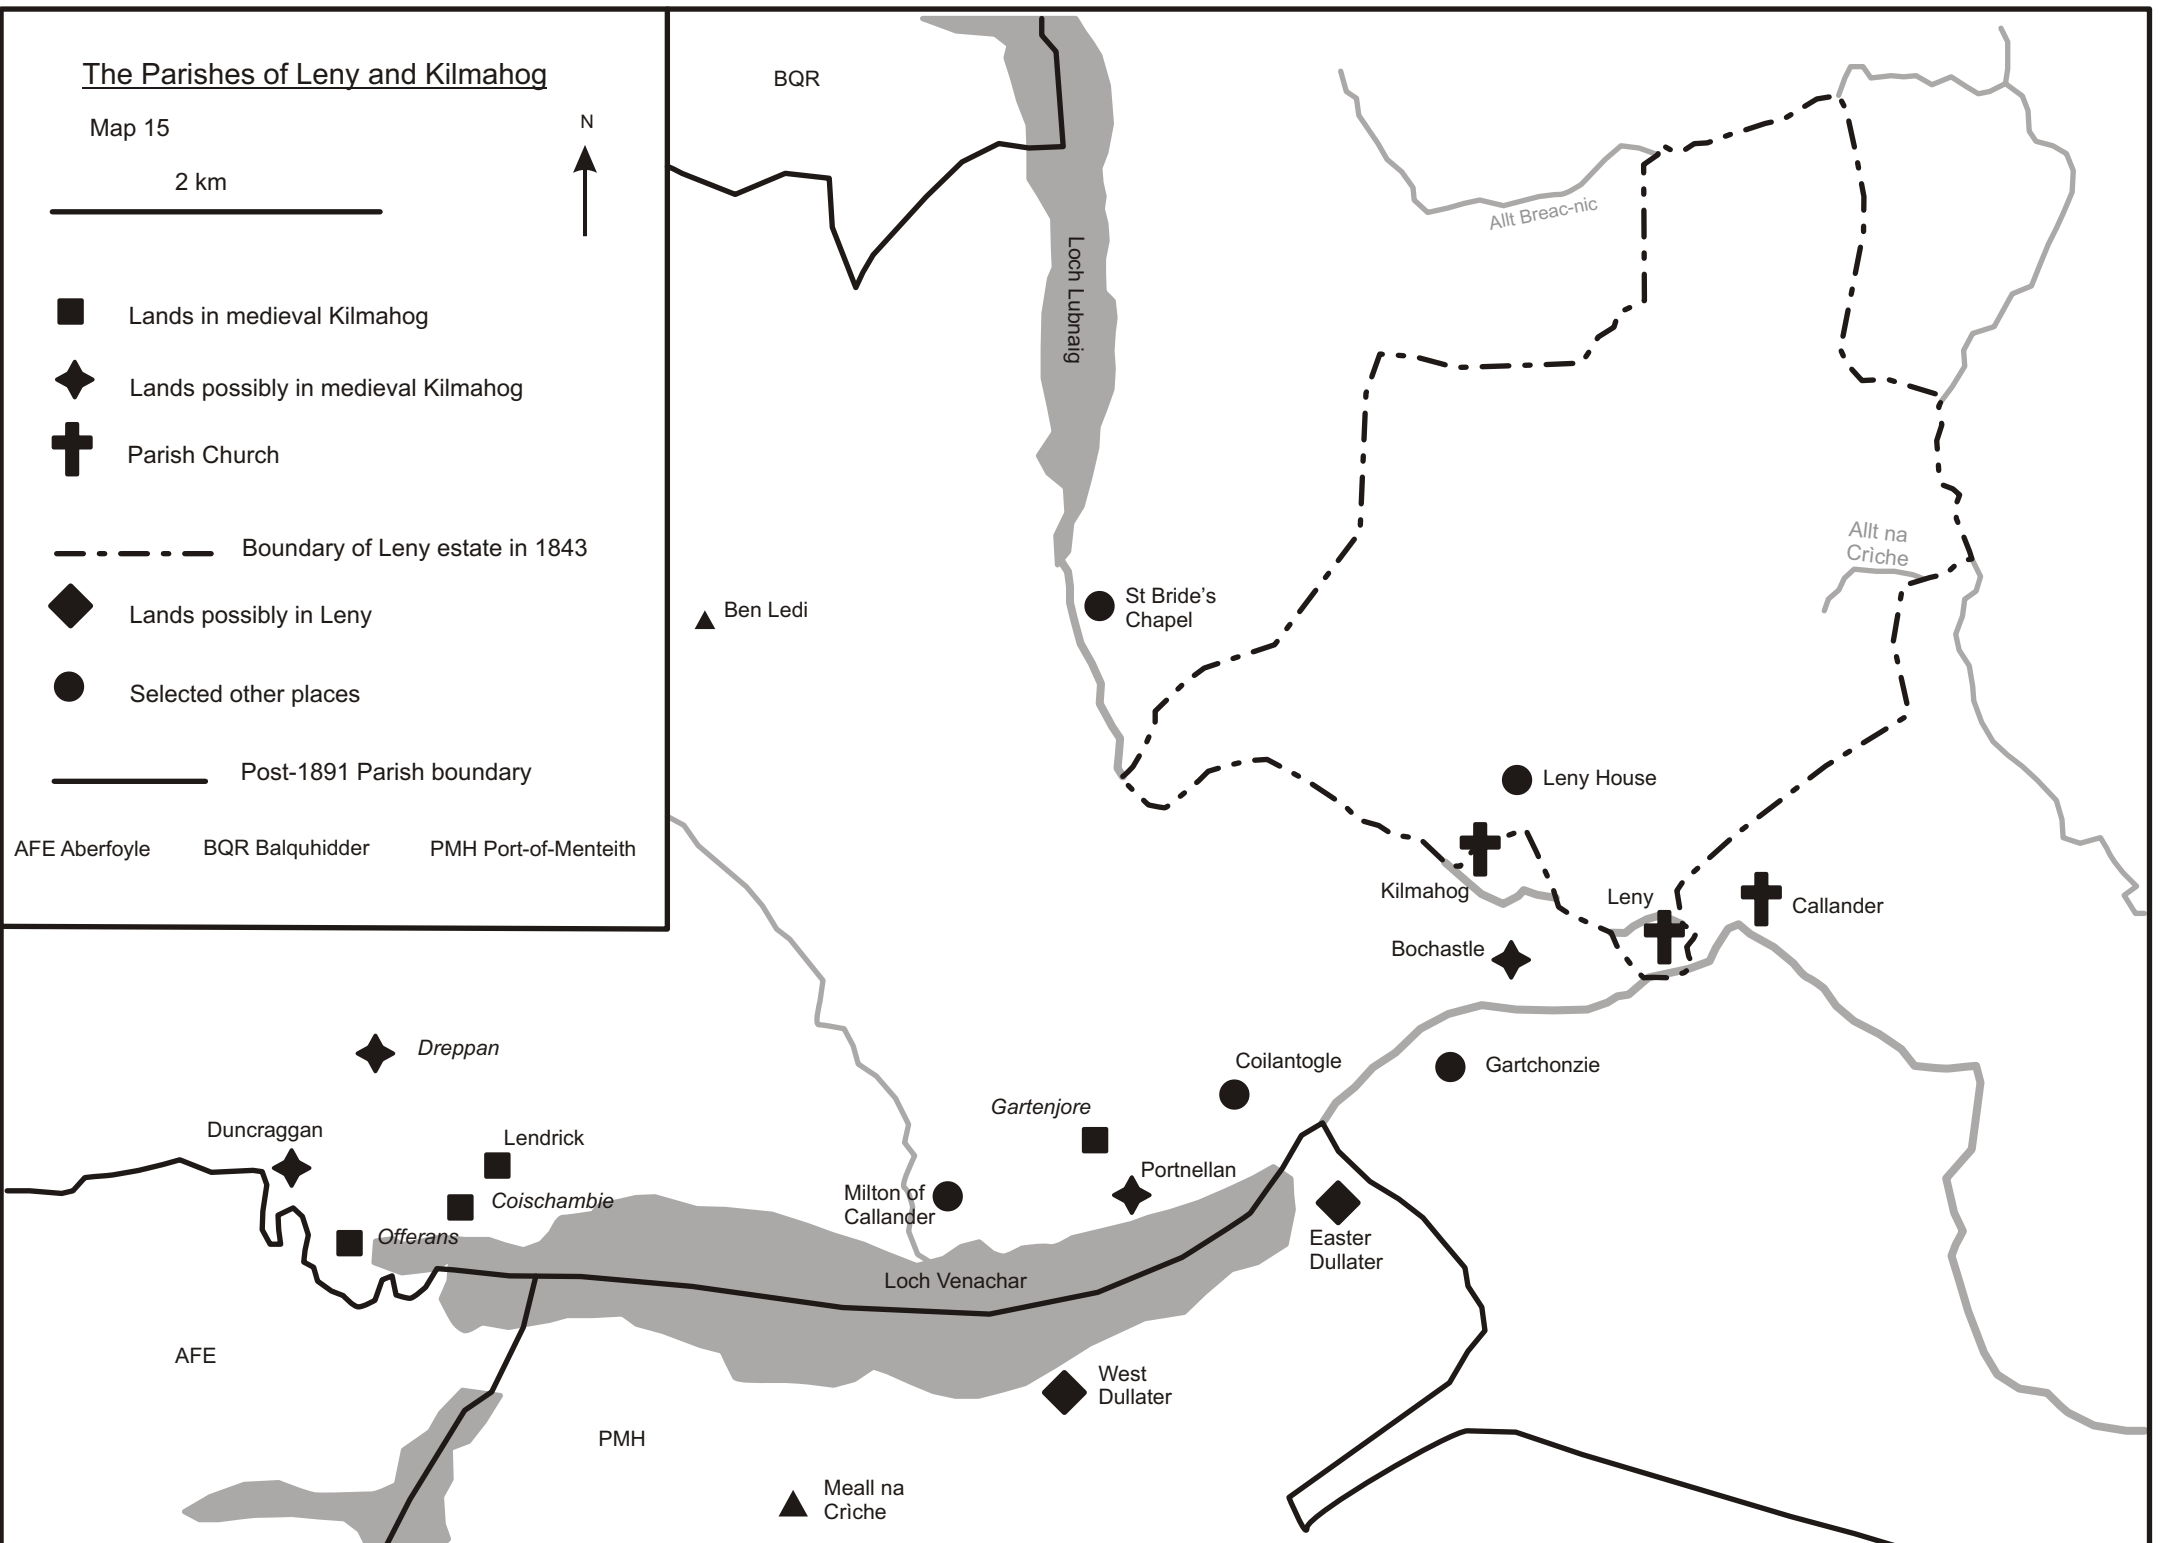 The Parishes of Leny and Kilmahog
Map 15
N
2 km
Lands in medieval Kilmahog
Lands possibly in medieval Kilmahog
Parish Church
Boundary of Leny estate in 1843
Lands possibly in Leny
Selected other places
Post-1891 Parish boundary
AFE Aberfoyle
BQR Balquhidder
PMH Port-of-Menteith
BQR
Allt Breac-nic
Loch Lubnaig
Allt na
Crìche
Ben Ledi
St Bride’s
Chapel
Leny House
Kilmahog
Leny
Callander
Bochastle
Dreppan
Coilantogle
Gartchonzie
Gartenjore
Duncraggan
Lendrick
Portnellan
Coischambie
Milton of
Callander
Offerans
Easter
Dullater
Loch Venachar
AFE
West
Dullater
PMH
Meall na
Crìche